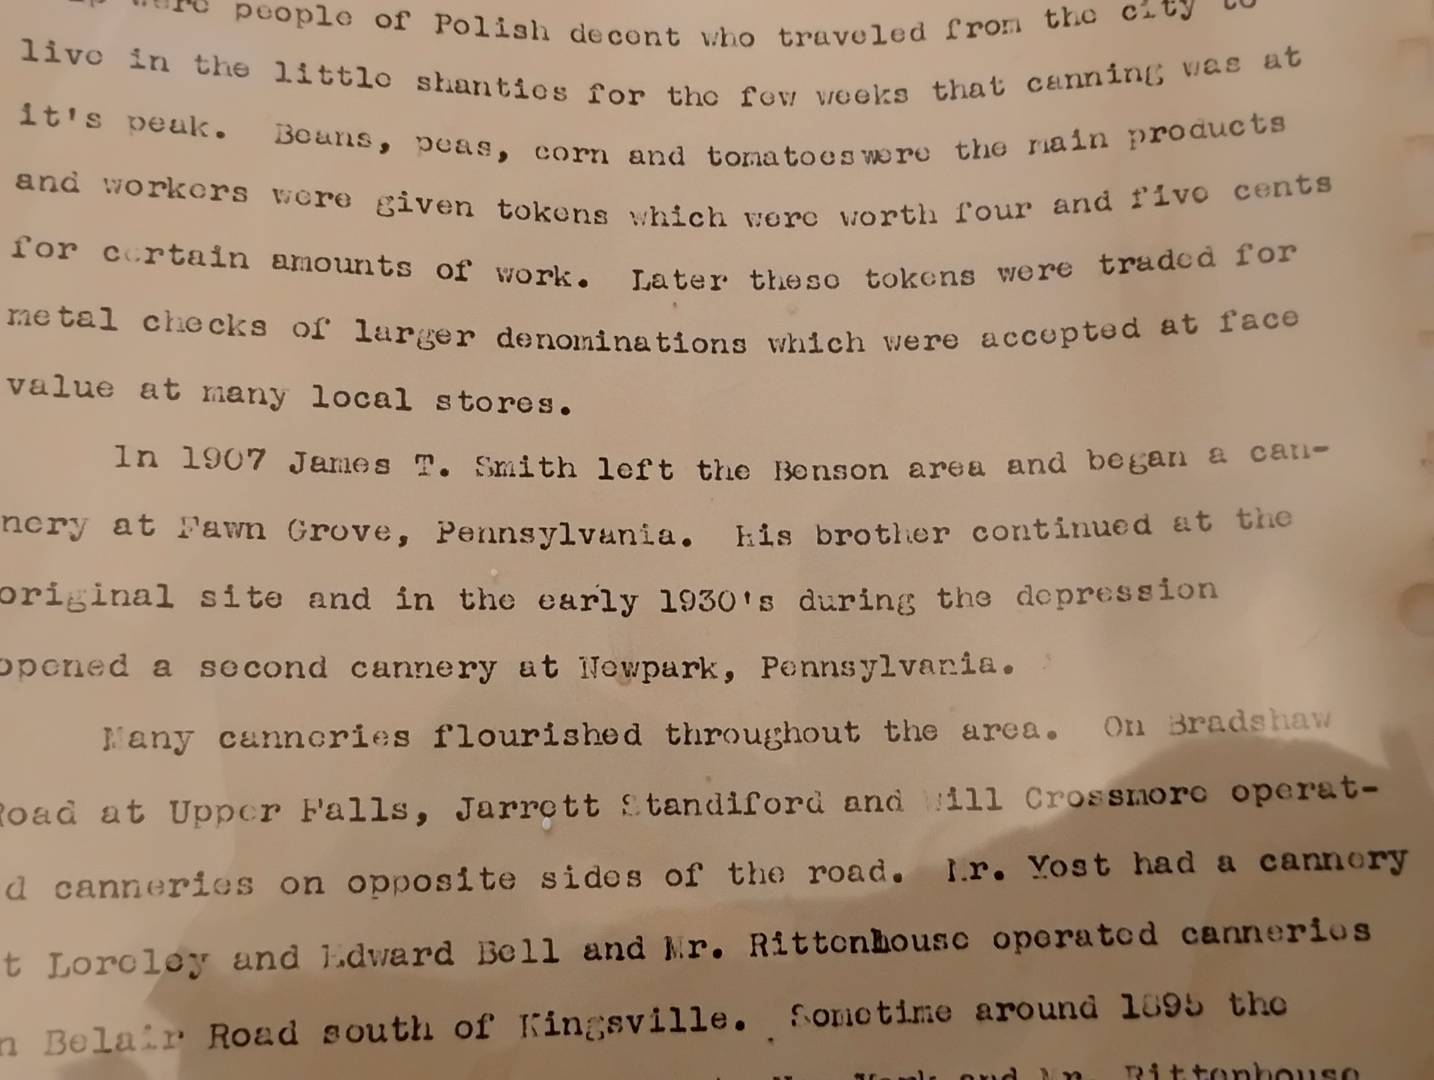 were people of Polish decent who traveled from the city to
live in the little shanties for the few weeks that canning was at
it's peak. Beans, peas, corn and tomatoes were the main products
and workers were given tokens which were worth four and five cents
for certain amounts of work. Later these tokens were traded for
metal checks of larger denominations which were accepted at face
value at many local stores.
In 1907 James T. Smith left the Benson area and began a can-
nery at Fawn Grove, Pennsylvania. His brother continued at the
original site and in the early 1930's during the depression
opened a second cannery at Newpark, Pennsylvania.
Many canneries flourished throughout the area. On Bradshaw
Road at Upper Falls, Jarrett Standiford and Will Crossmore operat-
d canneries on opposite sides of the road. Mr. Yost had a cannery
t Loreley and Edward Bell and Mr. Rittenhouse operated canneries
n Belair Road south of Kingsville. Sometime around 1895 the
and Mr. Rittenhouse